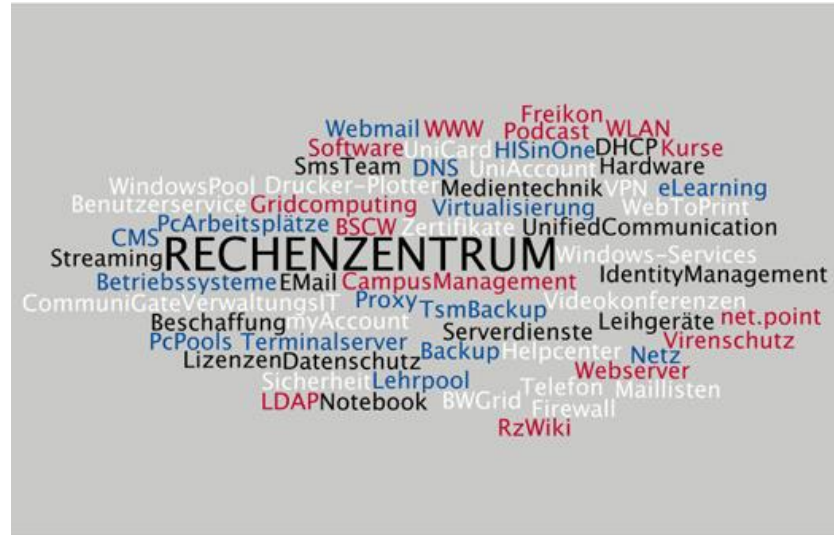 Freikon
Webmail WWW Podcast WLAN
Software UniCard HISinOne DHCP Kurse
SmsTeam DNS UniAccount Hardware
WindowsPool Drucker-Plotter Medientechnik VPN eLearning
Benutzerservice Gridcomputing Virtualisierung WebToPrint
PcArbeitsplätze BSCW Zertifikate UnifiedCommunication
CMS
Streaming RECHENZENTRUM Windows-Services
Betriebssysteme EMail CampusManagement IdentityManagement
CommuniGate VerwaltungsIT Proxy TsmBackup Videokonferenzen
Beschaffung myAccount Serverdienste Leihgeräte net.point
PcPools Terminalserver Virenschutz
Lizenzen Datenschutz Backup Helpcenter Netz
Webserver
Sicherheit Lehrpool Telefon Maillisten
LDAP Notebook BWGrid Firewall
RzWiki